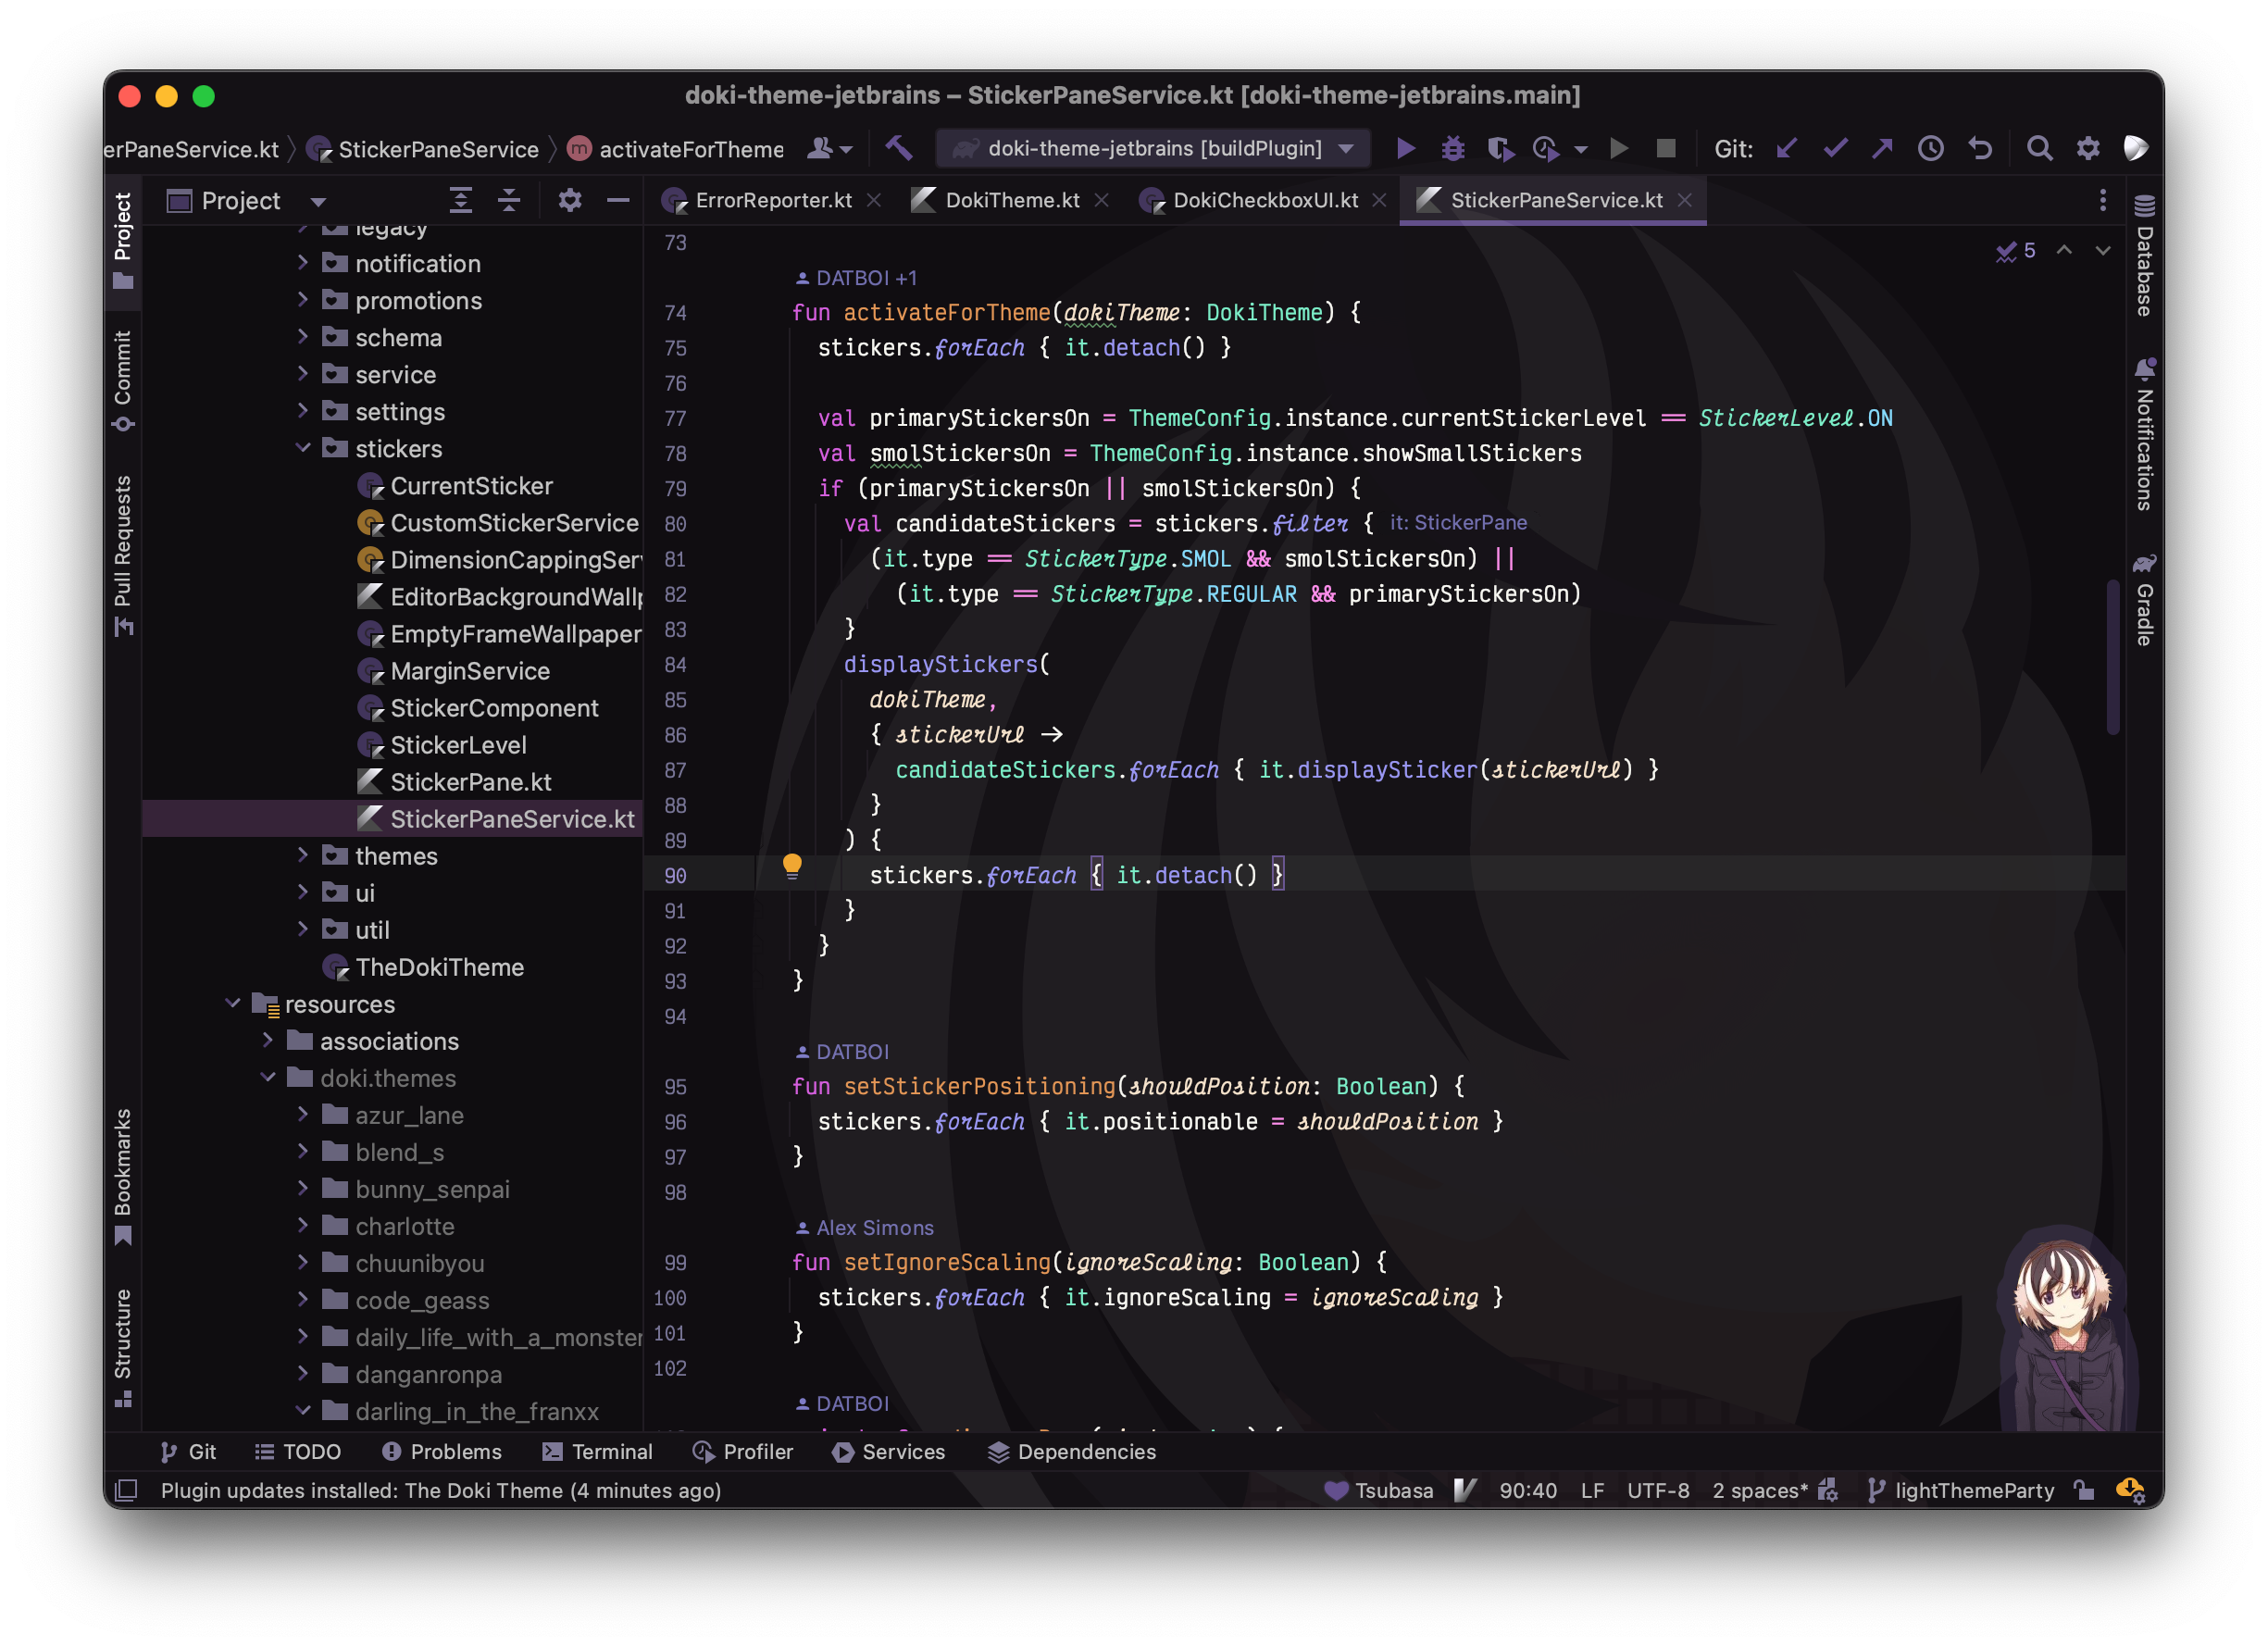 doki-theme-jetbrains – StickerPaneService.kt [doki-theme-jetbrains.main]
erPaneService.kt StickerPaneService m activateForTheme doki-theme-jetbrains [buildPlugin] Git:
Project
ErrorReporter.kt DokiTheme.kt DokiCheckboxUI.kt StickerPaneService.kt
Project
Commit
Pull Requests
Bookmarks
Structure
legacy
notification
promotions
schema
service
settings
stickers
CurrentSticker
CustomStickerService
DimensionCappingServ
EditorBackgroundWallp
EmptyFrameWallpaper
MarginService
StickerComponent
StickerLevel
StickerPane.kt
StickerPaneService.kt
themes
ui
util
TheDokiTheme
resources
associations
doki.themes
azur_lane
blend_s
bunny_senpai
charlotte
chuunibyou
code_geass
daily_life_with_a_monster
danganronpa
darling_in_the_franxx
5
73
DATBOI +1
74 fun activateForTheme(dokiTheme: DokiTheme) {
75 stickers.forEach { it.detach() }
76
77 val primaryStickersOn = ThemeConfig.instance.currentStickerLevel == StickerLevel.ON
78 val smolStickersOn = ThemeConfig.instance.showSmallStickers
79 if (primaryStickersOn || smolStickersOn) {
80 val candidateStickers = stickers.filter { it: StickerPane
81 (it.type == StickerType.SMOL && smolStickersOn) ||
82 (it.type == StickerType.REGULAR && primaryStickersOn)
83 }
84 displayStickers(
85 dokiTheme,
86 { stickerUrl ->
87 candidateStickers.forEach { it.displaySticker(stickerUrl) }
88 }
89 ) {
90 stickers.forEach { it.detach() }
91 }
92 }
93 }
94
DATBOI
95 fun setStickerPositioning(shouldPosition: Boolean) {
96 stickers.forEach { it.positionable = shouldPosition }
97 }
98
Alex Simons
99 fun setIgnoreScaling(ignoreScaling: Boolean) {
100 stickers.forEach { it.ignoreScaling = ignoreScaling }
101 }
102
DATBOI
Database
Notifications
Gradle
Git TODO Problems Terminal Profiler Services Dependencies
Plugin updates installed: The Doki Theme (4 minutes ago) Tsubasa 90:40 LF UTF-8 2 spaces* lightThemeParty